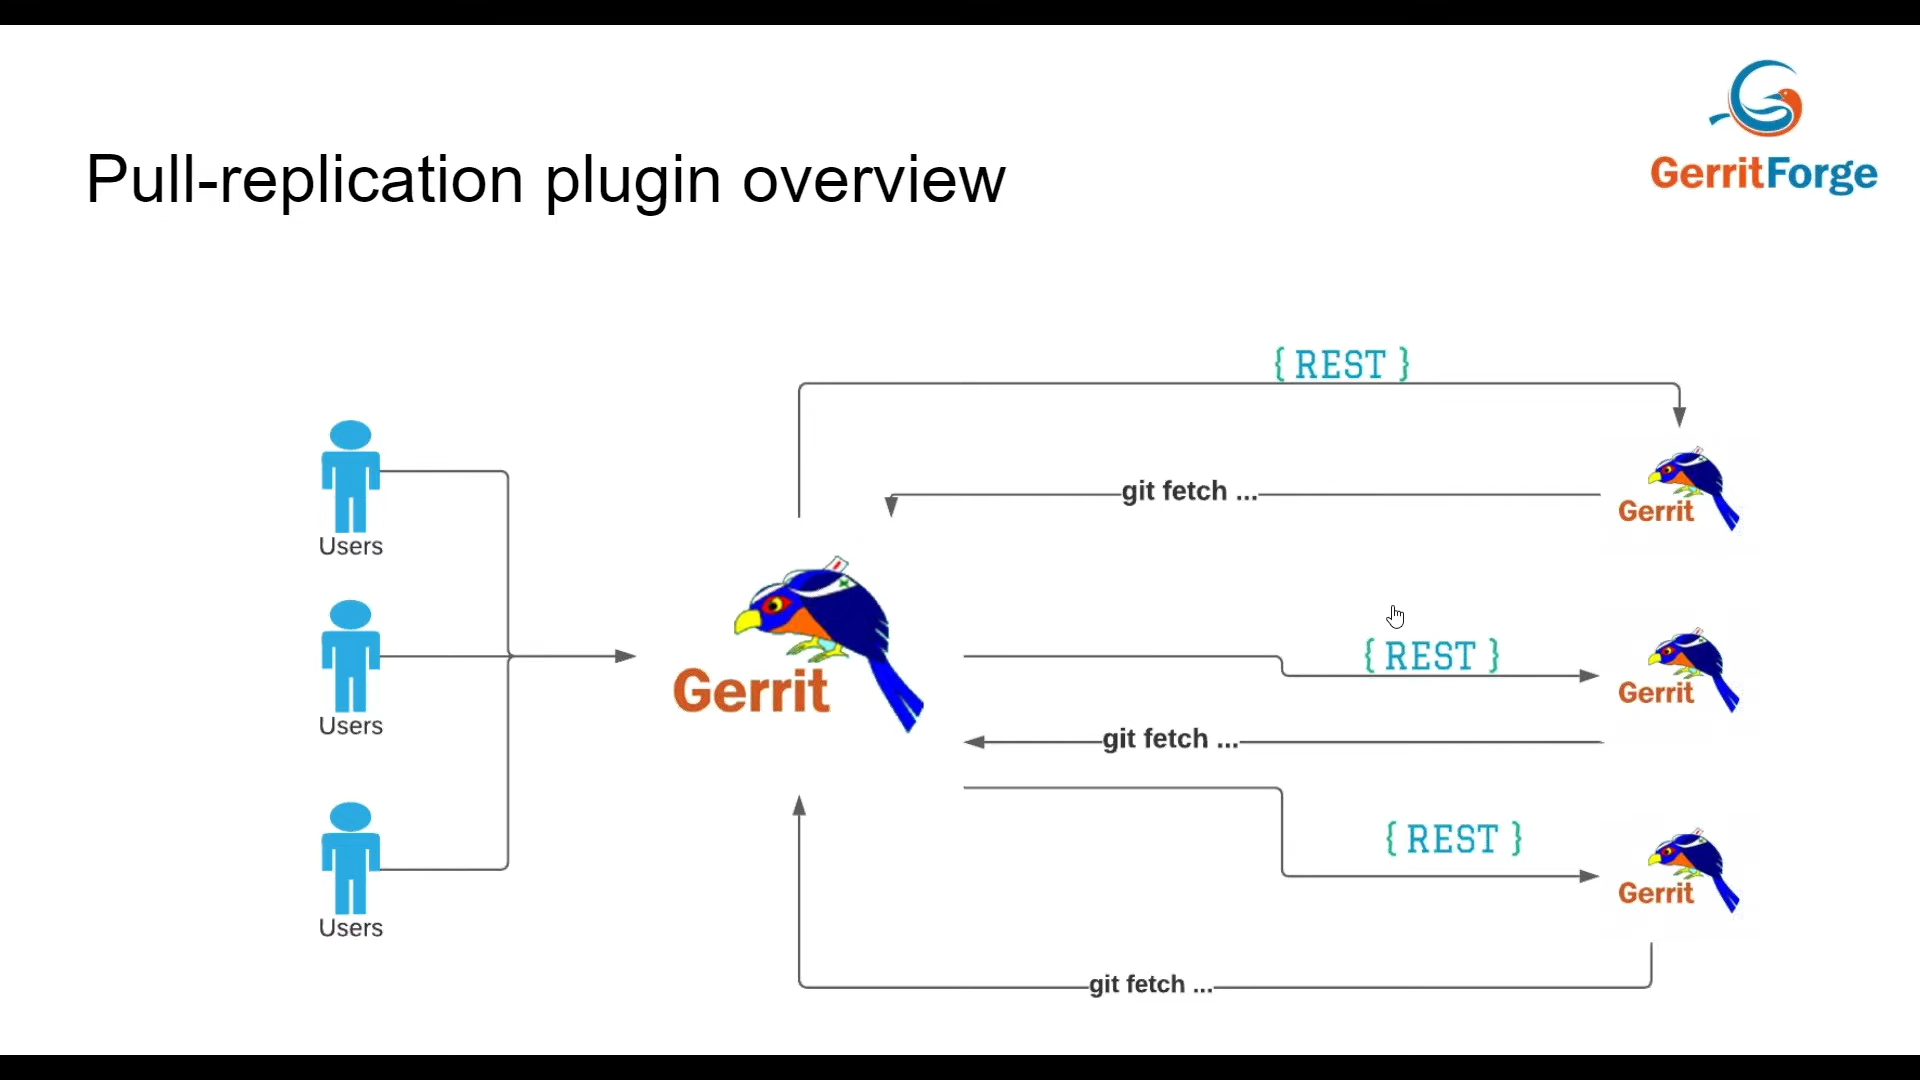 GerritForge
Pull-replication plugin overview
{ REST }
git fetch ...
Gerrit
Users
Gerrit
{ REST }
Gerrit
Users
git fetch ...
{ REST }
Gerrit
Users
git fetch ...